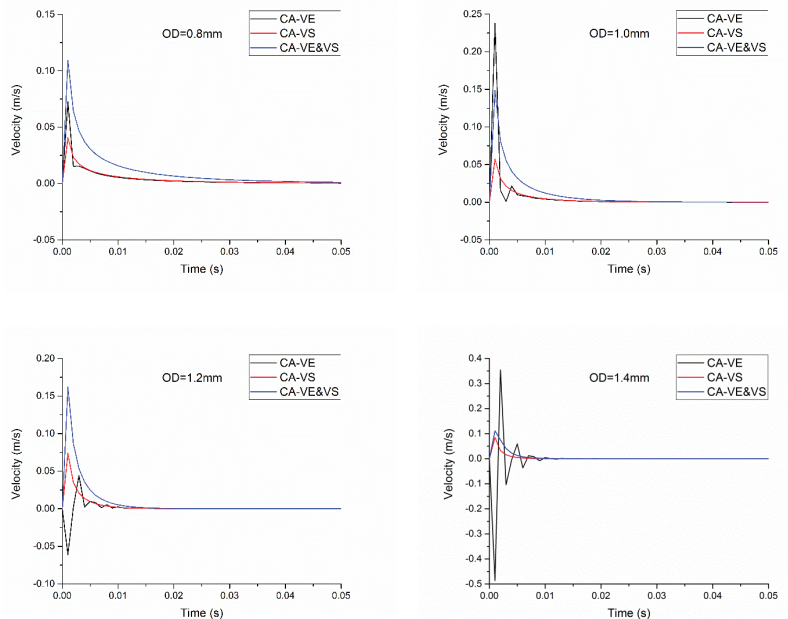 0.15
0.10
0.05
0.00
-0.05
Velocity (m/s)
OD=0.8mm
CA-VE
CA-VS
CA-VE&VS
0.00 0.01 0.02 0.03 0.04 0.05
Time (s)
0.25
0.20
0.15
0.10
0.05
0.00
-0.05
Velocity (m/s)
OD=1.0mm
CA-VE
CA-VS
CA-VE&VS
0.00 0.01 0.02 0.03 0.04 0.05
Time (s)
0.20
0.15
0.10
0.05
0.00
-0.05
-0.10
Velocity (m/s)
OD=1.2mm
CA-VE
CA-VS
CA-VE&VS
0.00 0.01 0.02 0.03 0.04 0.05
Time (s)
0.4
0.3
0.2
0.1
0.0
-0.1
-0.2
-0.3
-0.4
-0.5
Velocity (m/s)
OD=1.4mm
CA-VE
CA-VS
CA-VE&VS
0.00 0.01 0.02 0.03 0.04 0.05
Time (s)